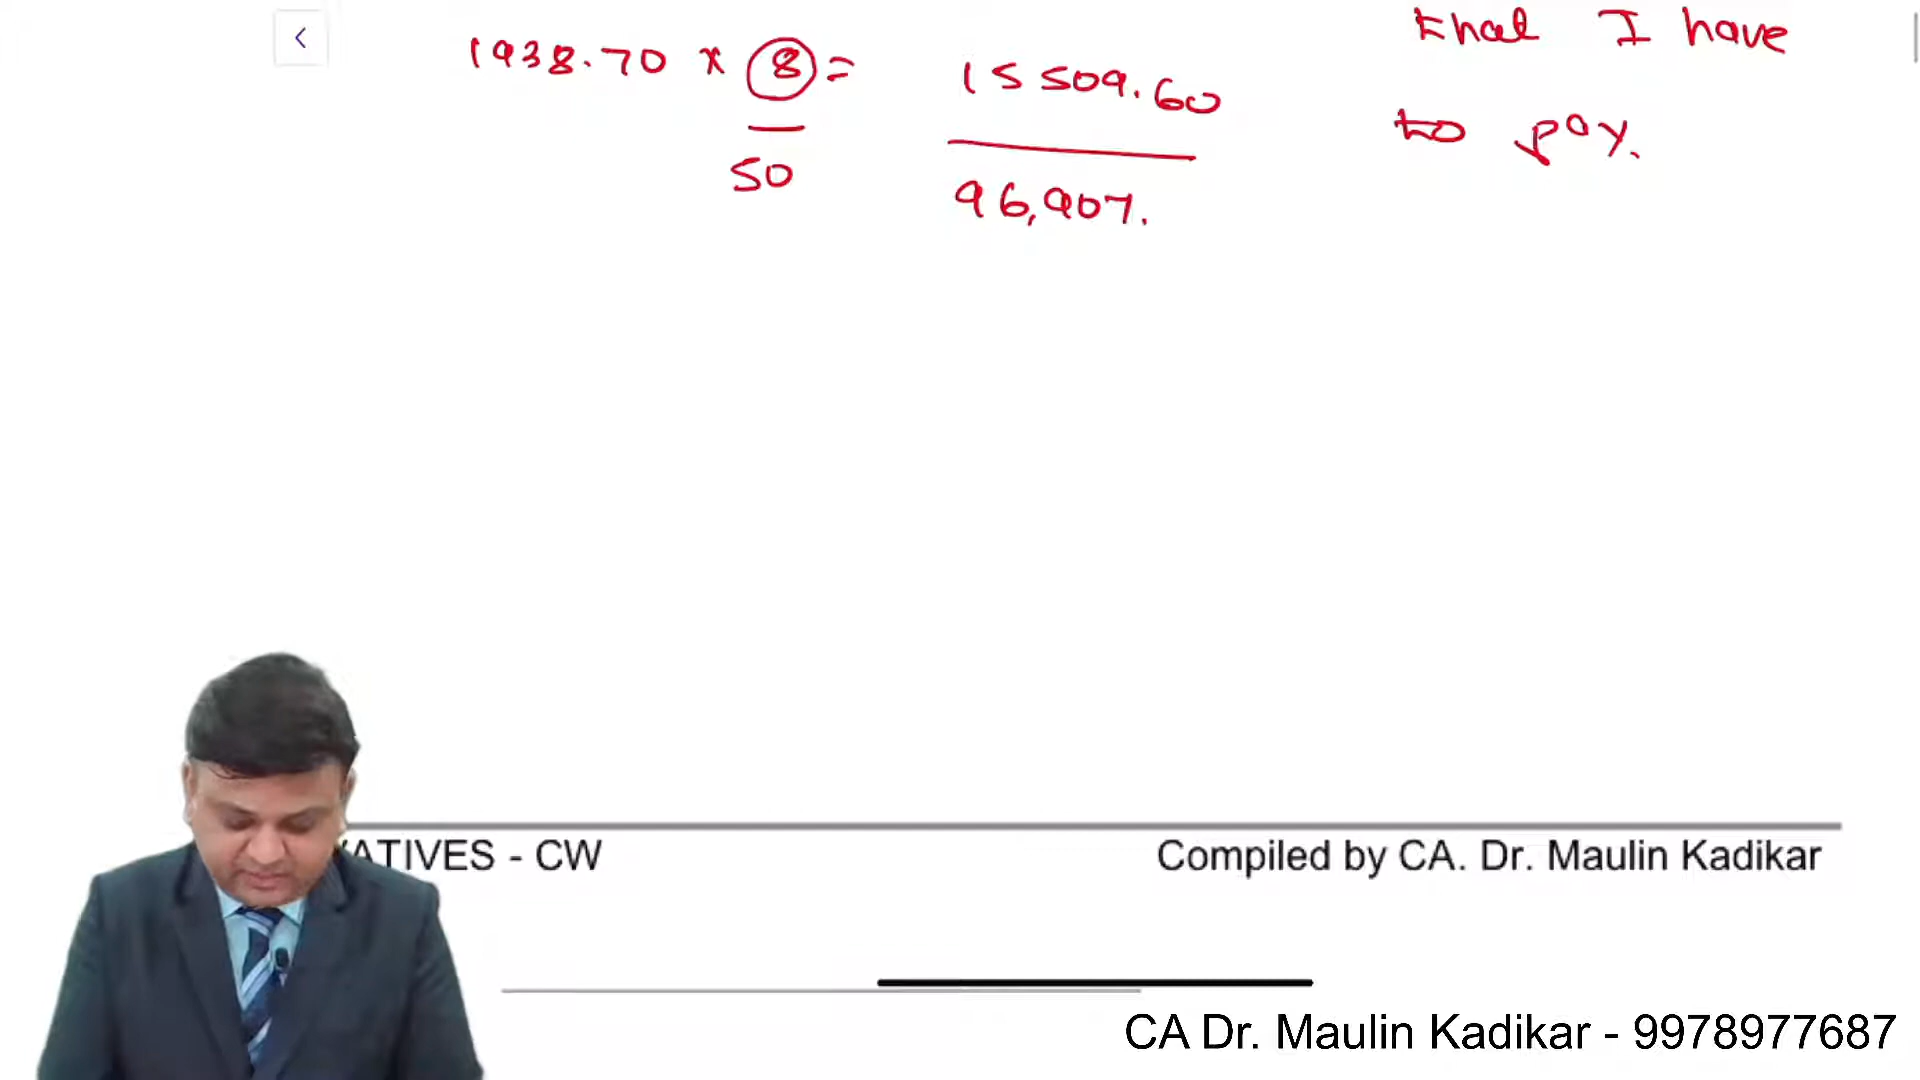 1938.70 x 8 = 15509.60
50 96,907.
that I have
to pay.
VATIVES - CW
Compiled by CA. Dr. Maulin Kadikar
CA Dr. Maulin Kadikar - 9978977687